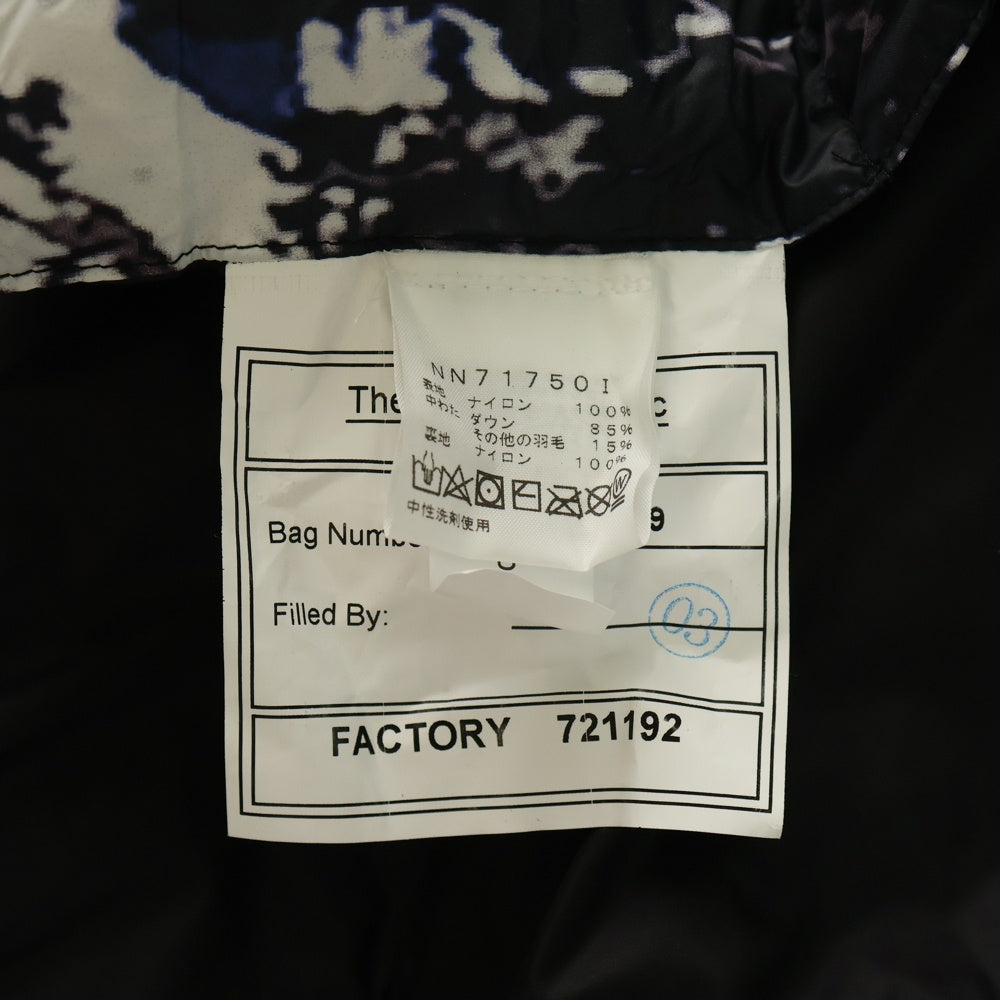 NN71750I
表地 ナイロン 100%
中わた ダウン 85%
その他の羽毛 15%
裏地 ナイロン 100%
中性洗剤使用
The
Bag Number
9
Filled By:
03
FACTORY 721192